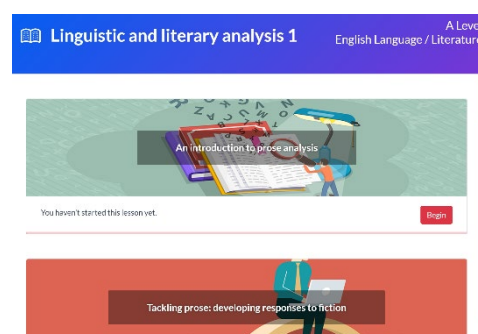 A Leve
Linguistic and literary analysis 1
English Language / Literature
An introduction to prose analysis
You haven't started this lesson yet.
Begin
Tackling prose: developing responses to fiction